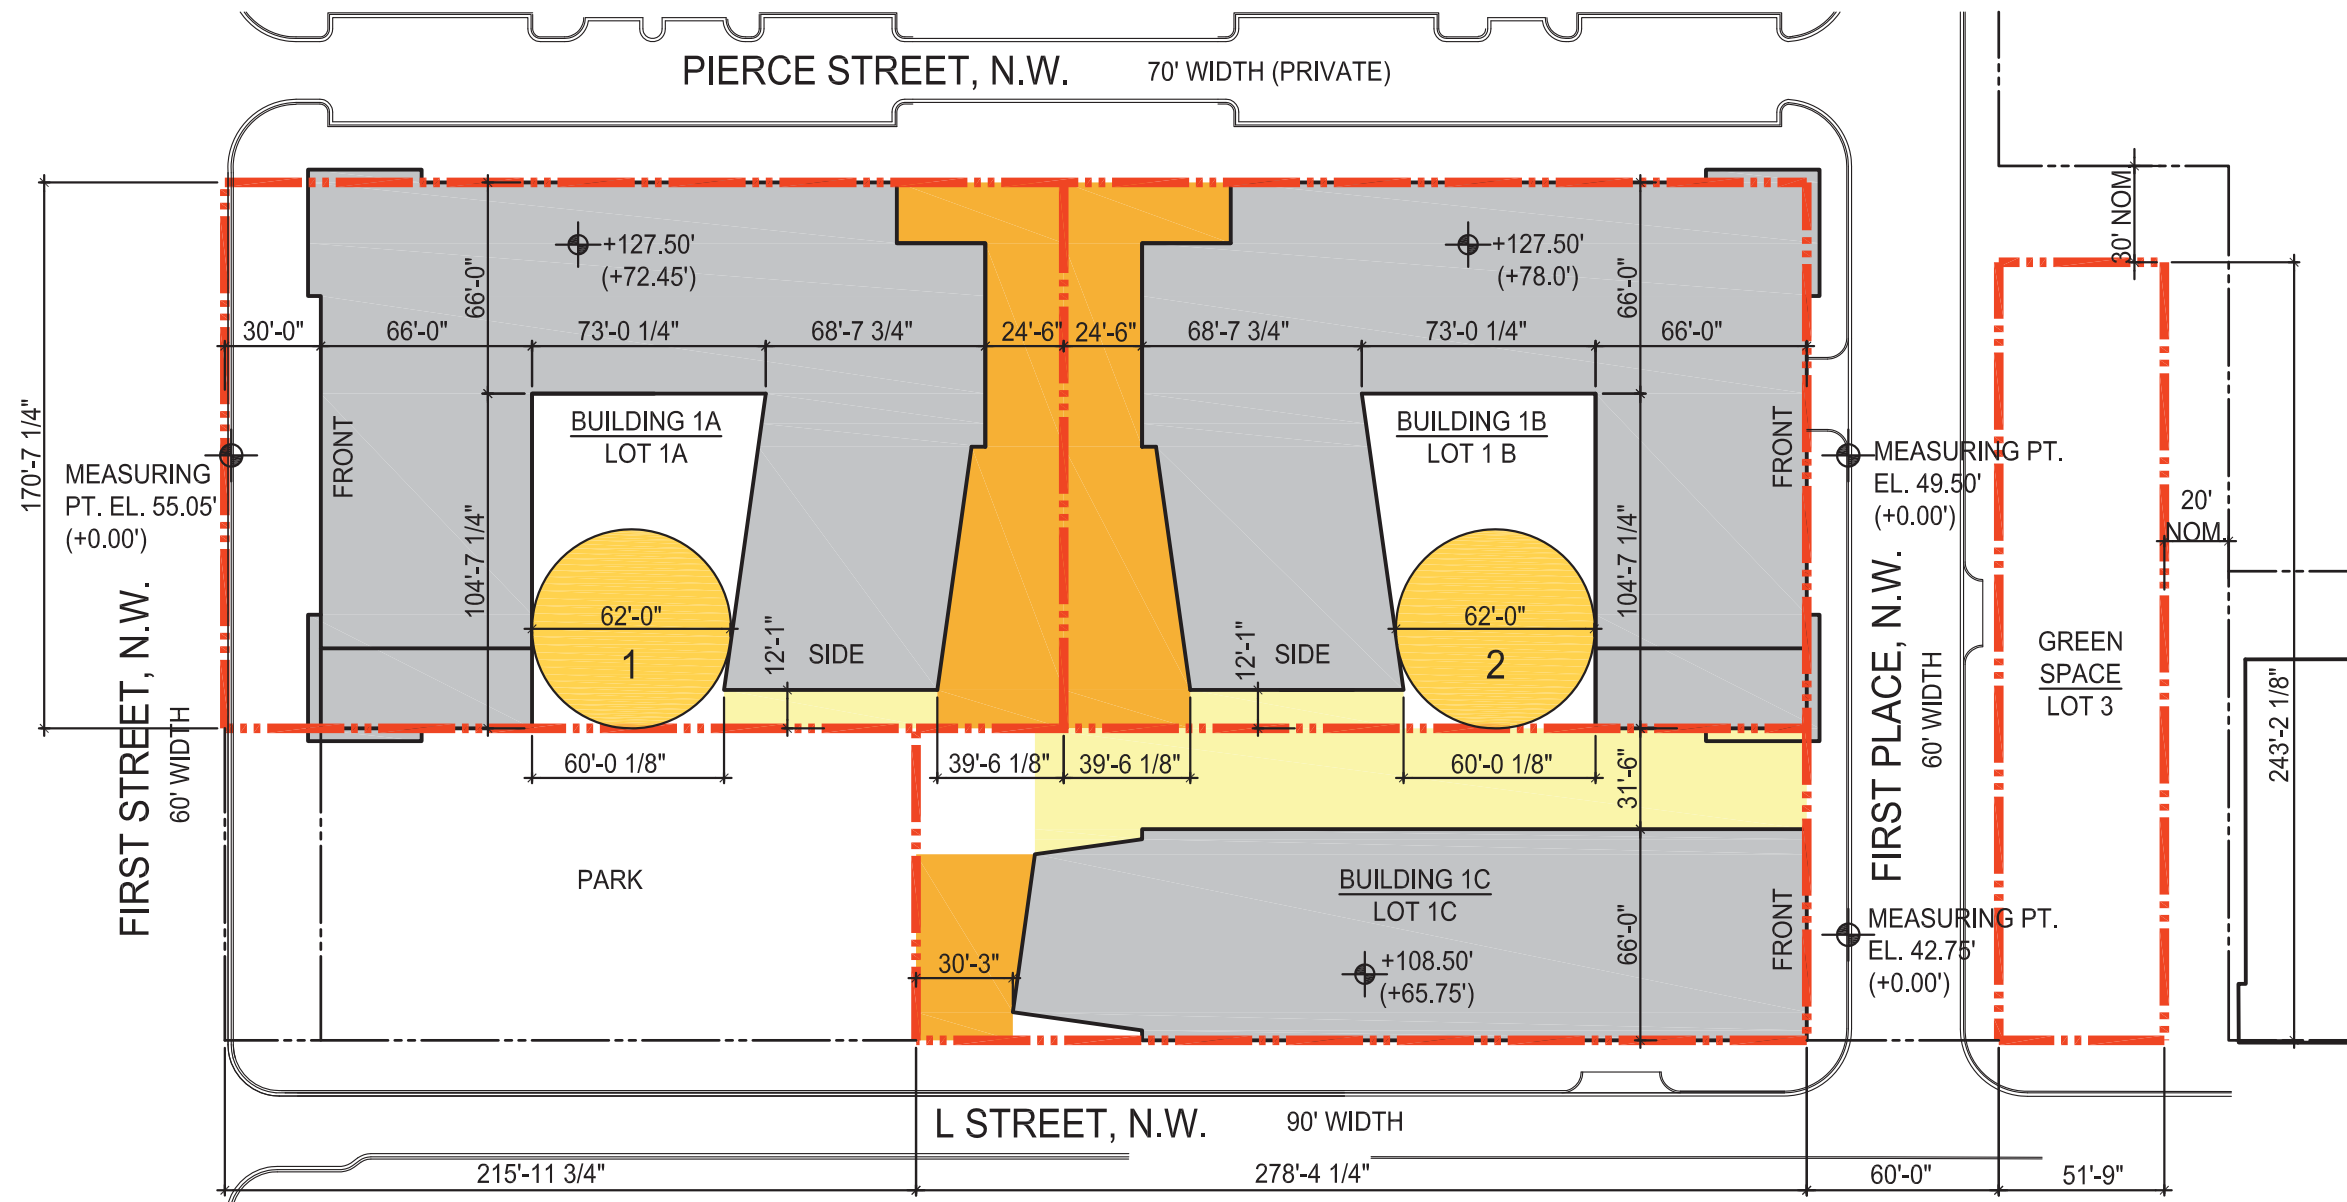 PIERCE STREET, N.W. 70' WIDTH (PRIVATE)
30' NOM.
+127.50'
(+72.45')
+127.50'
(+78.0')
66'-0"
66'-0"
30'-0" 66'-0" 73'-0 1/4" 68'-7 3/4" 24'-6" 24'-6" 68'-7 3/4" 73'-0 1/4" 66'-0"
170'-7 1/4"
BUILDING 1A
LOT 1A
BUILDING 1B
LOT 1 B
FRONT
FRONT
MEASURING
PT. EL. 55.05'
(+0.00')
MEASURING PT.
EL. 49.50'
(+0.00')
20'
NOM.
104'-7 1/4"
104'-7 1/4"
62'-0"
1
62'-0"
2
12'-1"
SIDE
12'-1"
SIDE
FIRST STREET, N.W.
60' WIDTH
FIRST PLACE, N.W.
60' WIDTH
GREEN
SPACE
LOT 3
243'-2 1/8"
60'-0 1/8" 39'-6 1/8" 39'-6 1/8" 60'-0 1/8"
31'-6"
PARK
BUILDING 1C
LOT 1C
66'-0"
FRONT
MEASURING PT.
EL. 42.75'
(+0.00')
30'-3"
+108.50'
(+65.75')
L STREET, N.W. 90' WIDTH
215'-11 3/4" 278'-4 1/4" 60'-0" 51'-9"